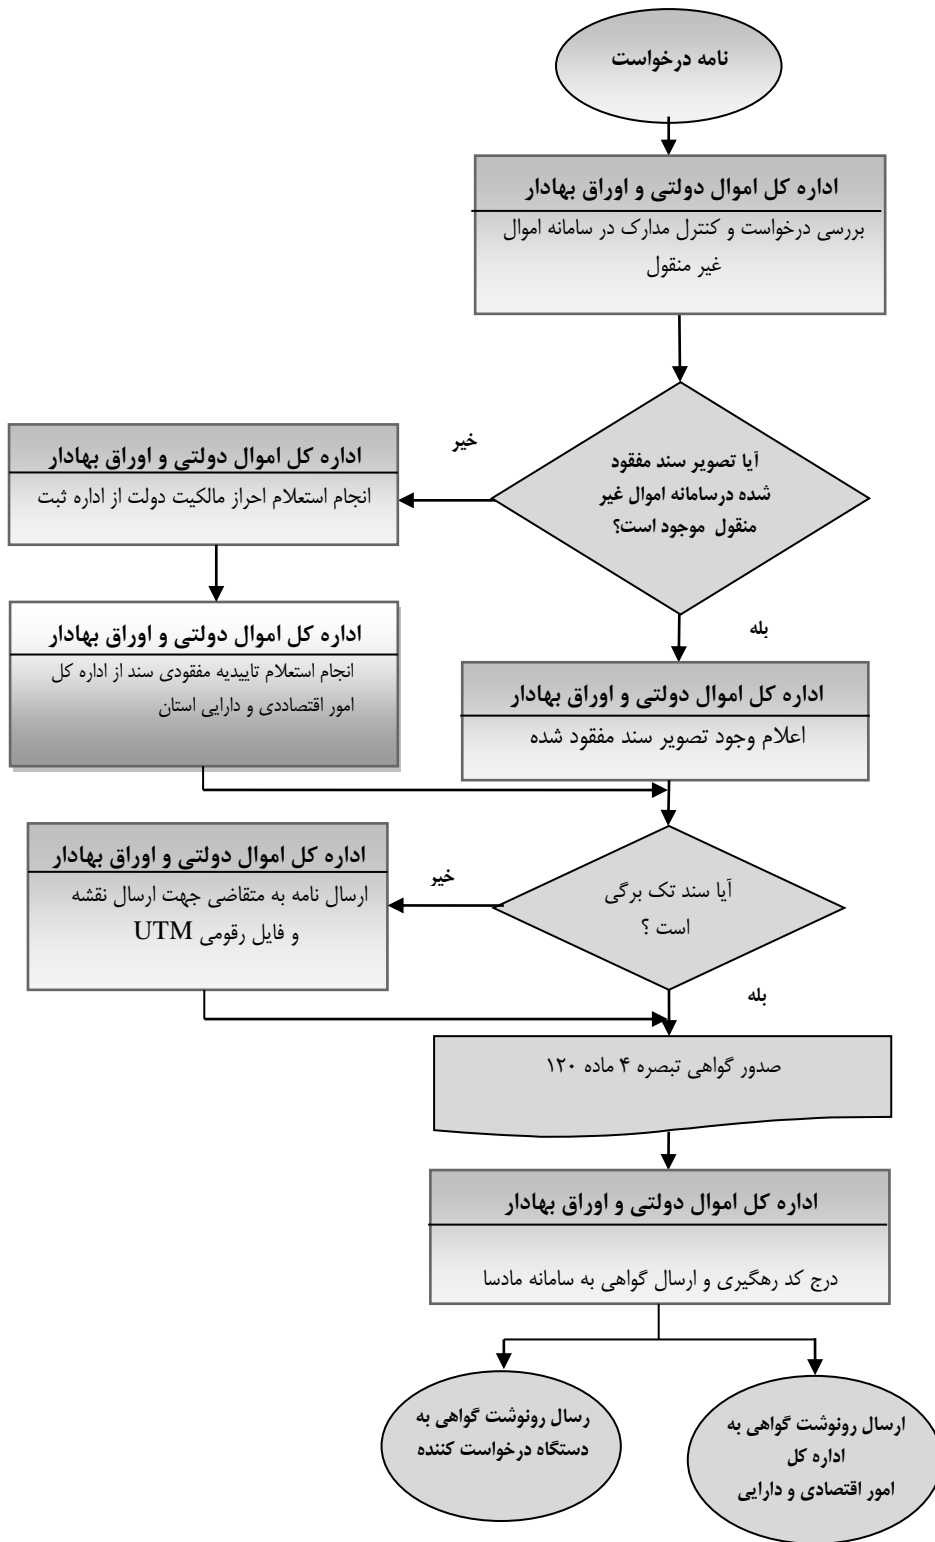 نامه درخواست
اداره کل اموال دولتی و اوراق بهادار
بررسی درخواست و کنترل مدارک در سامانه اموال
غیر منقول
آیا تصویر سند مفقود
شده درسامانه اموال غیر
منقول موجود است؟
خیر
اداره کل اموال دولتی و اوراق بهادار
انجام استعلام احراز مالکیت دولت از اداره ثبت
اداره کل اموال دولتی و اوراق بهادار
انجام استعلام تاییدیه مفقودی سند از اداره کل
امور اقتصاددی و دارایی استان
بله
اداره کل اموال دولتی و اوراق بهادار
اعلام وجود تصویر سند مفقود شده
آیا سند تک برگی
است ؟
خیر
اداره کل اموال دولتی و اوراق بهادار
ارسال نامه به متقاضی جهت ارسال نقشه
و فایل رقومی UTM
بله
صدور گواهی تبصره ۴ ماده ۱۲۰
اداره کل اموال دولتی و اوراق بهادار
درج کد رهگیری و ارسال گواهی به سامانه مادسا
ارسال رونوشت گواهی به
اداره کل
امور اقتصادی و دارایی
رسال رونوشت گواهی به
دستگاه درخواست کننده